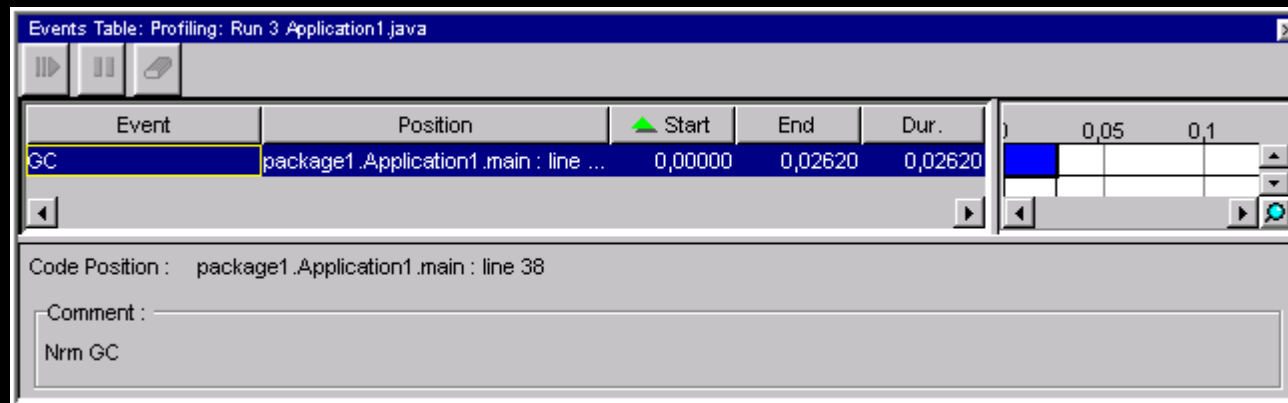 Events Table: Profiling: Run 3 Application1.java
Event Position Start End Dur. 0,05 0,1
GC package1.Application1.main : line ... 0,00000 0,02620 0,02620
Code Position : package1.Application1.main : line 38
Comment :
Nrm GC